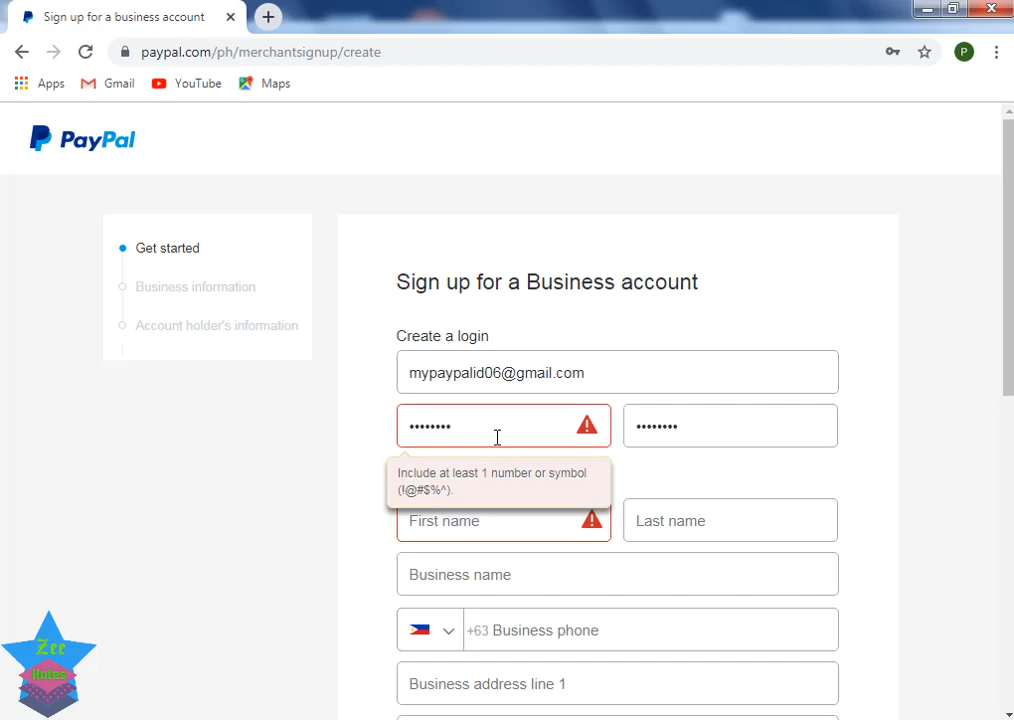 Sign up for a business account
paypal.com/ph/merchantsignup/create
P
Apps Gmail YouTube Maps
PayPal
Get started
Business information
Account holder's information
Sign up for a Business account
Create a login
mypaypalid06@gmail.com
•••••••• ••••••••
Include at least 1 number or symbol
(!@#$%^).
First name Last name
Business name
+63 Business phone
Business address line 1
Zee
Notes